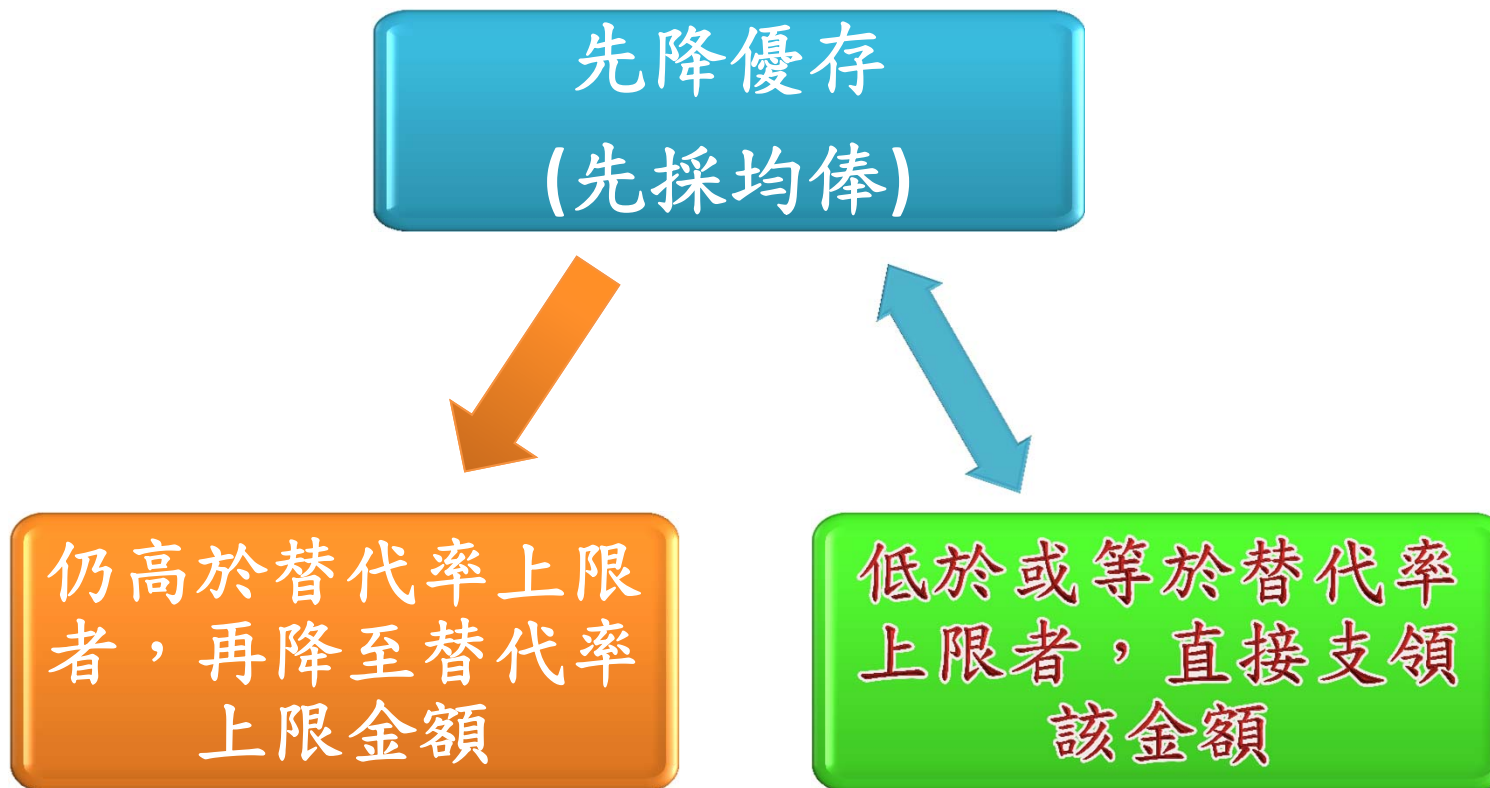 先降優存
(先採均俸)
仍高於替代率上限
者，再降至替代率
上限金額
低於或等於替代率
上限者，直接支領
該金額